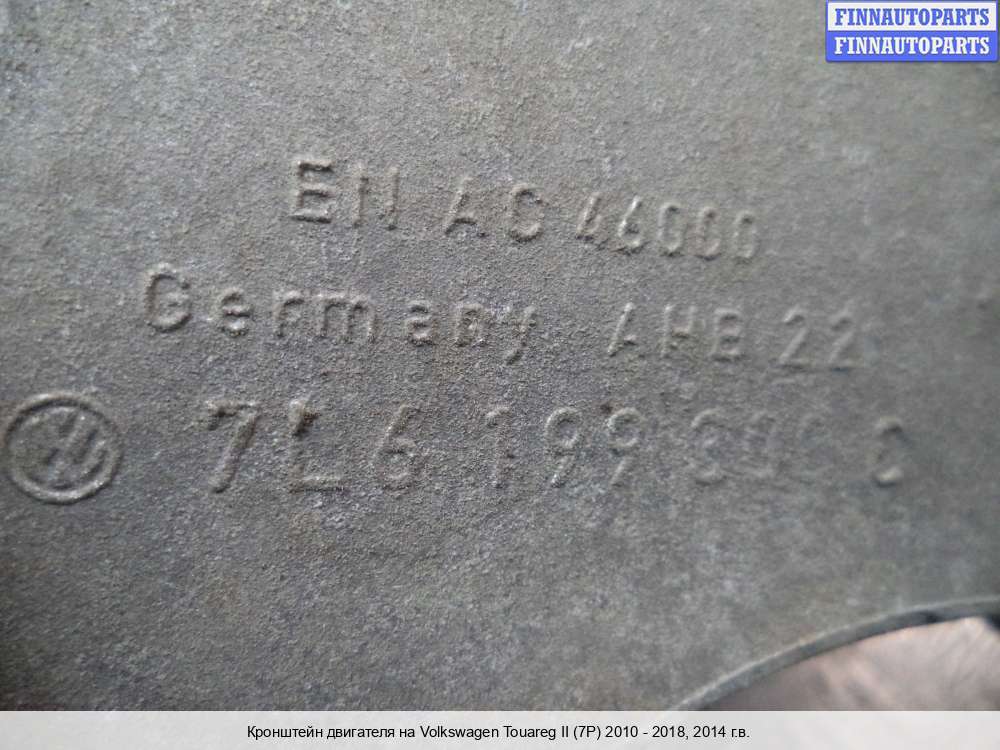 FINNAUTOPARTS
FINNAUTOPARTS
EN AC 46000
Germany AHB 22
7L6 199
Кронштейн двигателя на Volkswagen Touareg II (7P) 2010 - 2018, 2014 г.в.